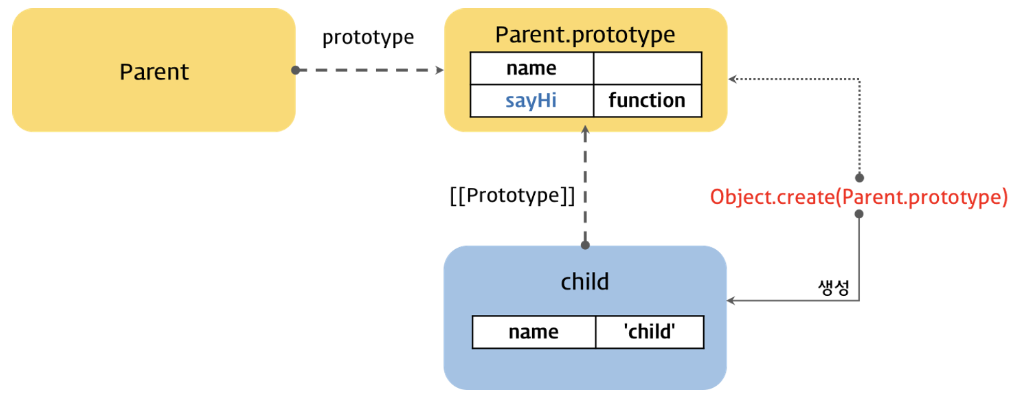 Parent
prototype
Parent.prototype
name
sayHi function
[[Prototype]]
Object.create(Parent.prototype)
생성
child
name 'child'